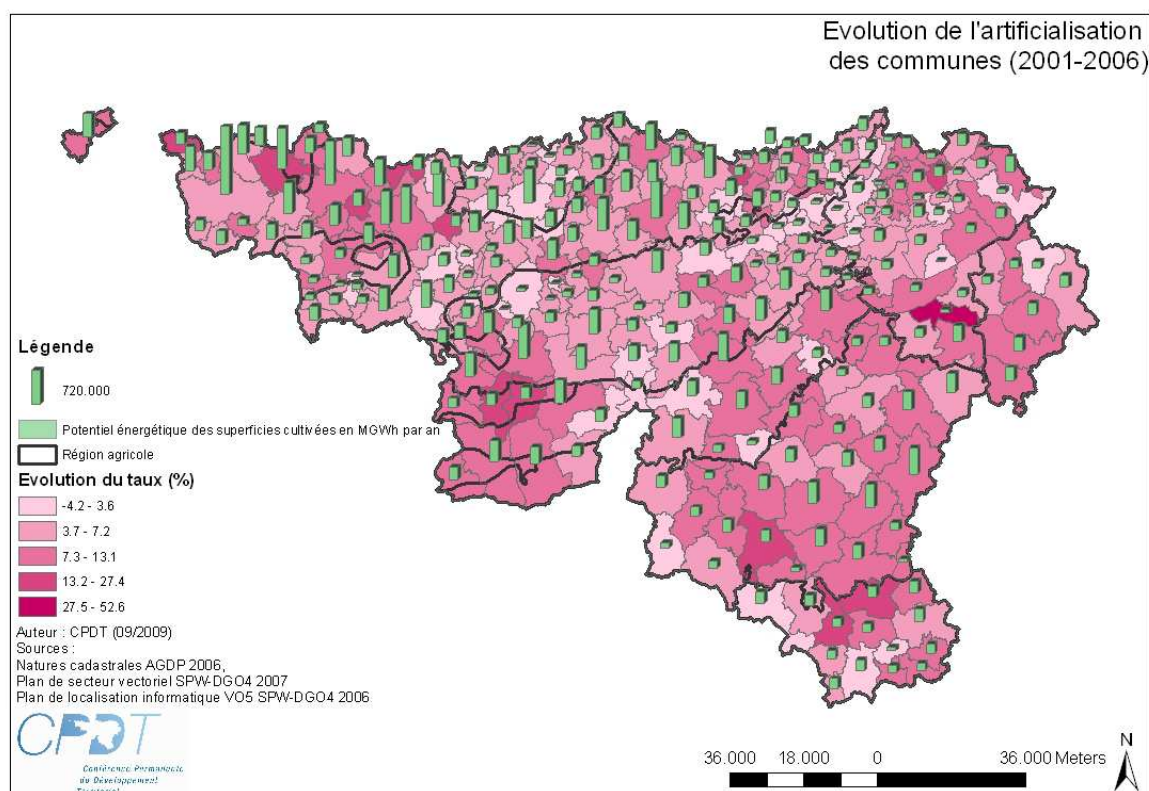 Evolution de l'artificialisation
des communes (2001-2006)
Légende
720.000
Potentiel énergétique des superficies cultivées en MGWh par an
Région agricole
Evolution du taux (%)
-4.2 - 3.6
3.7 - 7.2
7.3 - 13.1
13.2 - 27.4
27.5 - 52.6
Auteur : CPDT (09/2009)
Sources :
Natures cadastrales AGDP 2006,
Plan de secteur vectoriel SPW-DGO4 2007
Plan de localisation informatique VO5 SPW-DGO4 2006
CPDT
Conférence Permanente
du Développement
Territorial
36.000 18.000 0 36.000 Meters
N